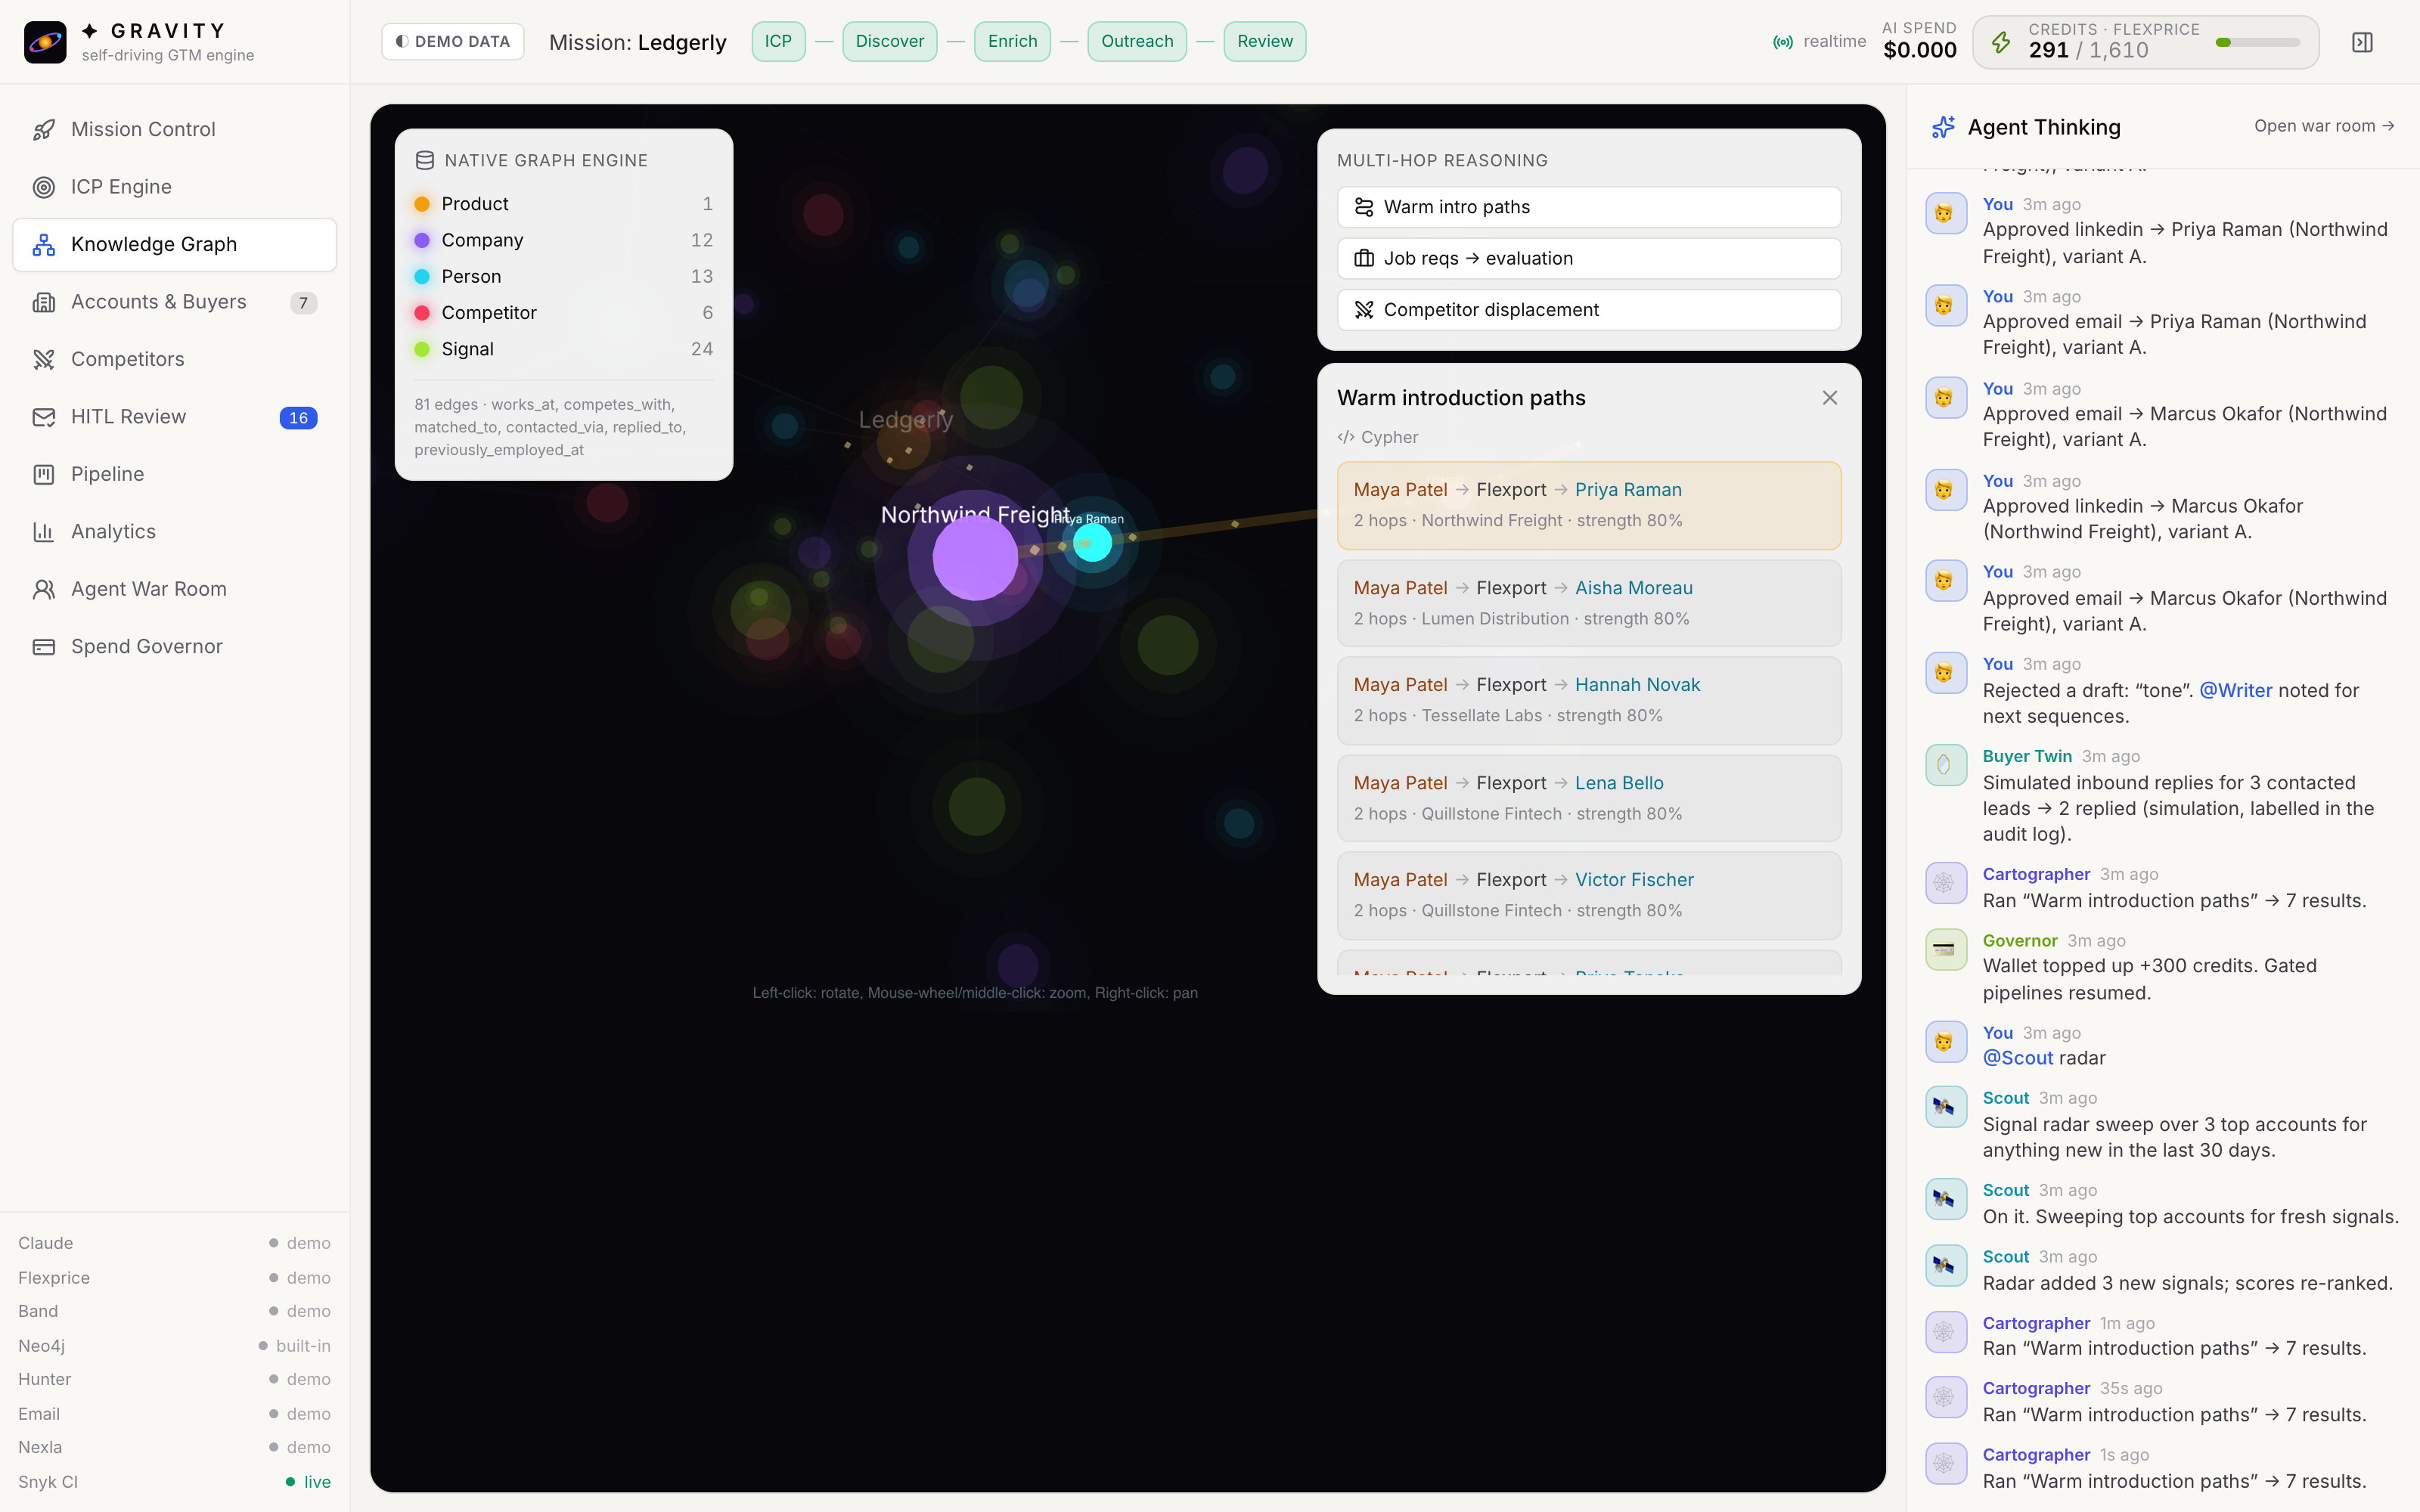 ✦ GRAVITY
self-driving GTM engine
DEMO DATA
Mission: Ledgerly
ICP — Discover — Enrich — Outreach — Review
realtime
AI SPEND
$0.000
CREDITS · FLEXPRICE
291 / 1,610
Mission Control
ICP Engine
Knowledge Graph
Accounts & Buyers 7
Competitors
HITL Review 16
Pipeline
Analytics
Agent War Room
Spend Governor
Claude demo
Flexprice demo
Band demo
Neo4j built-in
Hunter demo
Email demo
Nexla demo
Snyk CI live
NATIVE GRAPH ENGINE
Product 1
Company 12
Person 13
Competitor 6
Signal 24
81 edges · works_at, competes_with,
matched_to, contacted_via, replied_to,
previously_employed_at
Ledgerly
Northwind Freight
Priya Raman
Left-click: rotate, Mouse-wheel/middle-click: zoom, Right-click: pan
MULTI-HOP REASONING
Warm intro paths
Job reqs → evaluation
Competitor displacement
Warm introduction paths
</> Cypher
Maya Patel → Flexport → Priya Raman
2 hops · Northwind Freight · strength 80%
Maya Patel → Flexport → Aisha Moreau
2 hops · Lumen Distribution · strength 80%
Maya Patel → Flexport → Hannah Novak
2 hops · Tessellate Labs · strength 80%
Maya Patel → Flexport → Lena Bello
2 hops · Quillstone Fintech · strength 80%
Maya Patel → Flexport → Victor Fischer
2 hops · Quillstone Fintech · strength 80%
Maya Patel → Flexport →
Agent Thinking
Open war room →
Freight), variant A.
You 3m ago
Approved linkedin → Priya Raman (Northwind
Freight), variant A.
You 3m ago
Approved email → Priya Raman (Northwind
Freight), variant A.
You 3m ago
Approved email → Marcus Okafor (Northwind
Freight), variant A.
You 3m ago
Approved linkedin → Marcus Okafor
(Northwind Freight), variant A.
You 3m ago
Approved email → Marcus Okafor (Northwind
Freight), variant A.
You 3m ago
Rejected a draft: “tone”. @Writer noted for
next sequences.
Buyer Twin 3m ago
Simulated inbound replies for 3 contacted
leads → 2 replied (simulation, labelled in the
audit log).
Cartographer 3m ago
Ran “Warm introduction paths” → 7 results.
Governor 3m ago
Wallet topped up +300 credits. Gated
pipelines resumed.
You 3m ago
@Scout radar
Scout 3m ago
Signal radar sweep over 3 top accounts for
anything new in the last 30 days.
Scout 3m ago
On it. Sweeping top accounts for fresh signals.
Scout 3m ago
Radar added 3 new signals; scores re-ranked.
Cartographer 1m ago
Ran “Warm introduction paths” → 7 results.
Cartographer 35s ago
Ran “Warm introduction paths” → 7 results.
Cartographer 1s ago
Ran “Warm introduction paths” → 7 results.